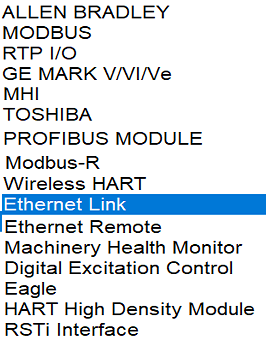 ALLEN BRADLEY
MODBUS
RTP I/O
GE MARK V/VI/Ve
MHI
TOSHIBA
PROFIBUS MODULE
Modbus-R
Wireless HART
Ethernet Link
Ethernet Remote
Machinery Health Monitor
Digital Excitation Control
Eagle
HART High Density Module
RSTi Interface